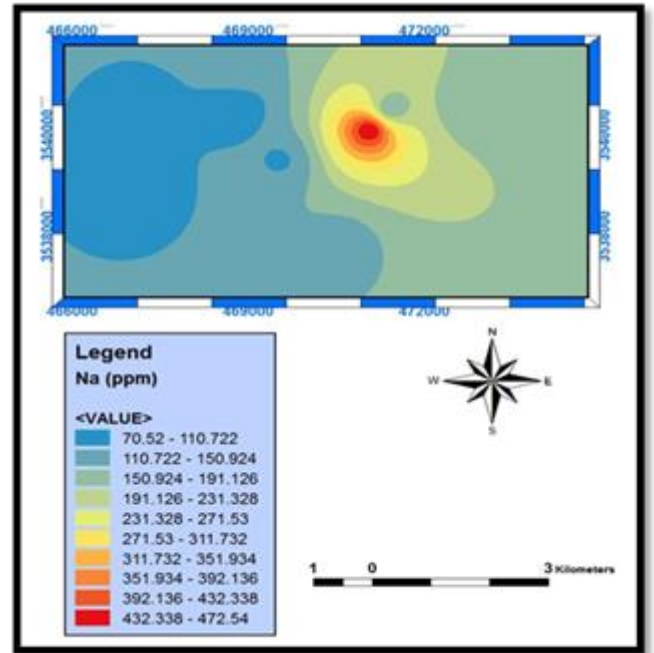 466000 469000 472000
3540000 3540000
3538000 3538000
466000 469000 472000
Legend
Na (ppm)
<VALUE>
70.52 - 110.722
110.722 - 150.924
150.924 - 191.126
191.126 - 231.328
231.328 - 271.53
271.53 - 311.732
311.732 - 351.934
351.934 - 392.136
392.136 - 432.338
432.338 - 472.54
N
W E
S
1 0 3 Kilometers